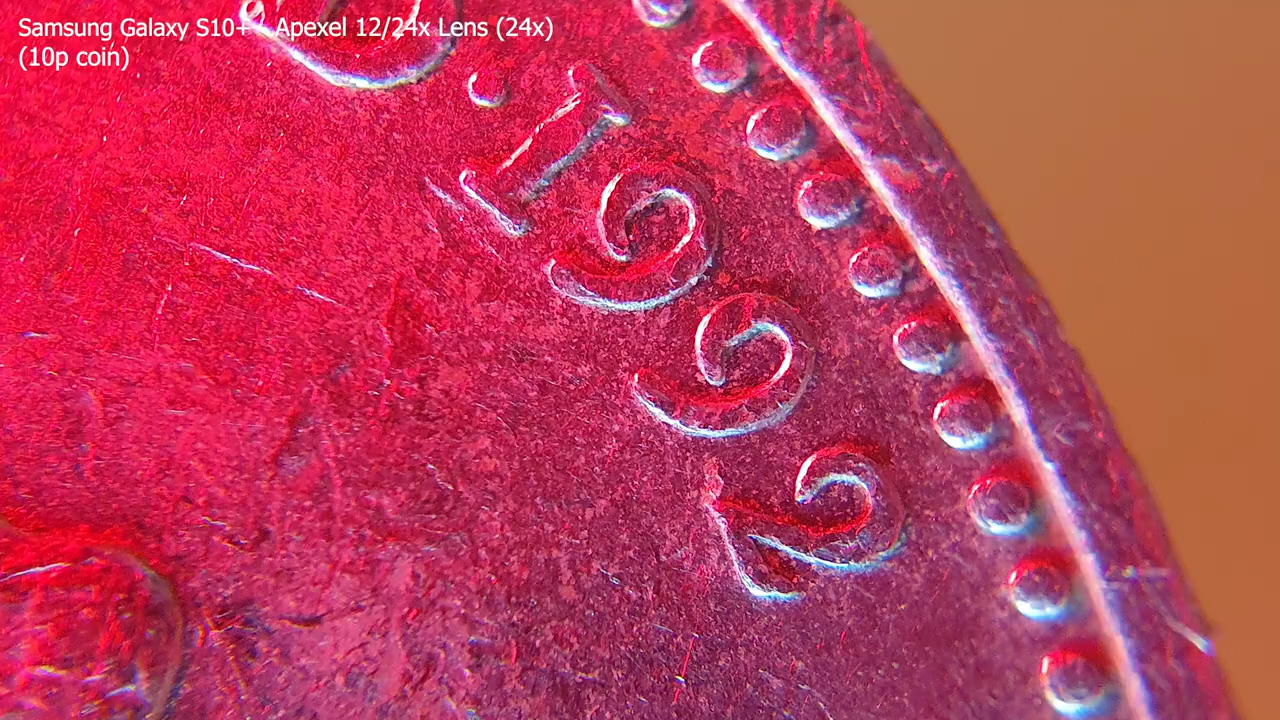 Samsung Galaxy S10+ - Apexel 12/24x Lens (24x)
(10p coin)
· 1992